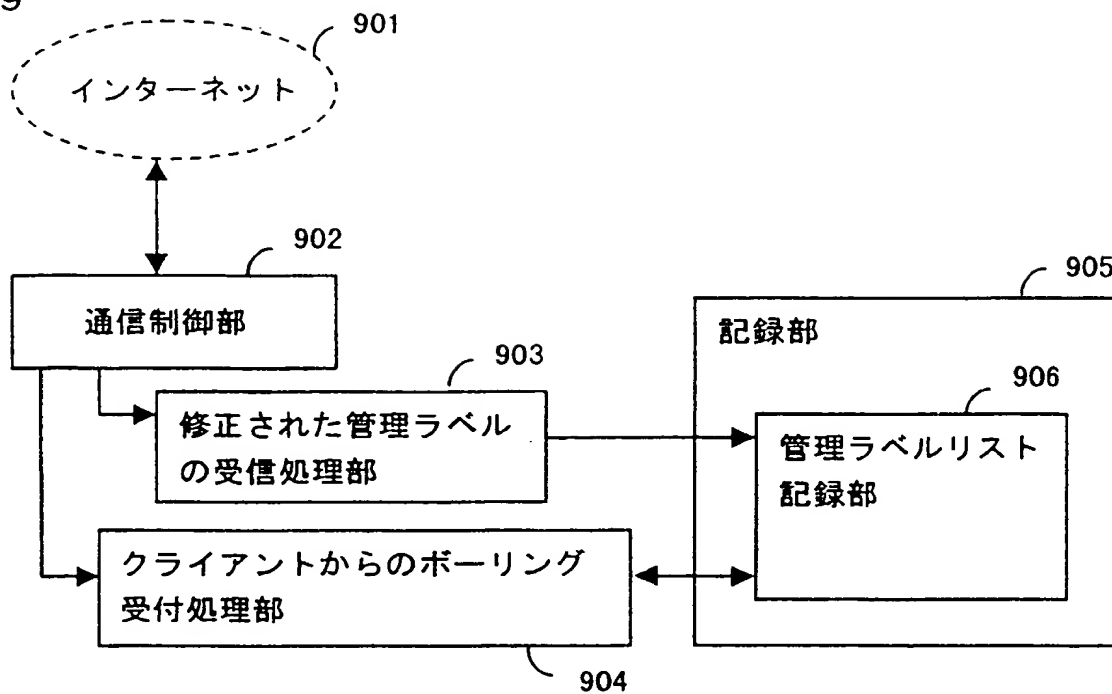 9
901
インターネット
902
通信制御部
905
記録部
903
修正された管理ラベル
の受信処理部
906
管理ラベルリスト
記録部
クライアントからのボーリング
受付処理部
904